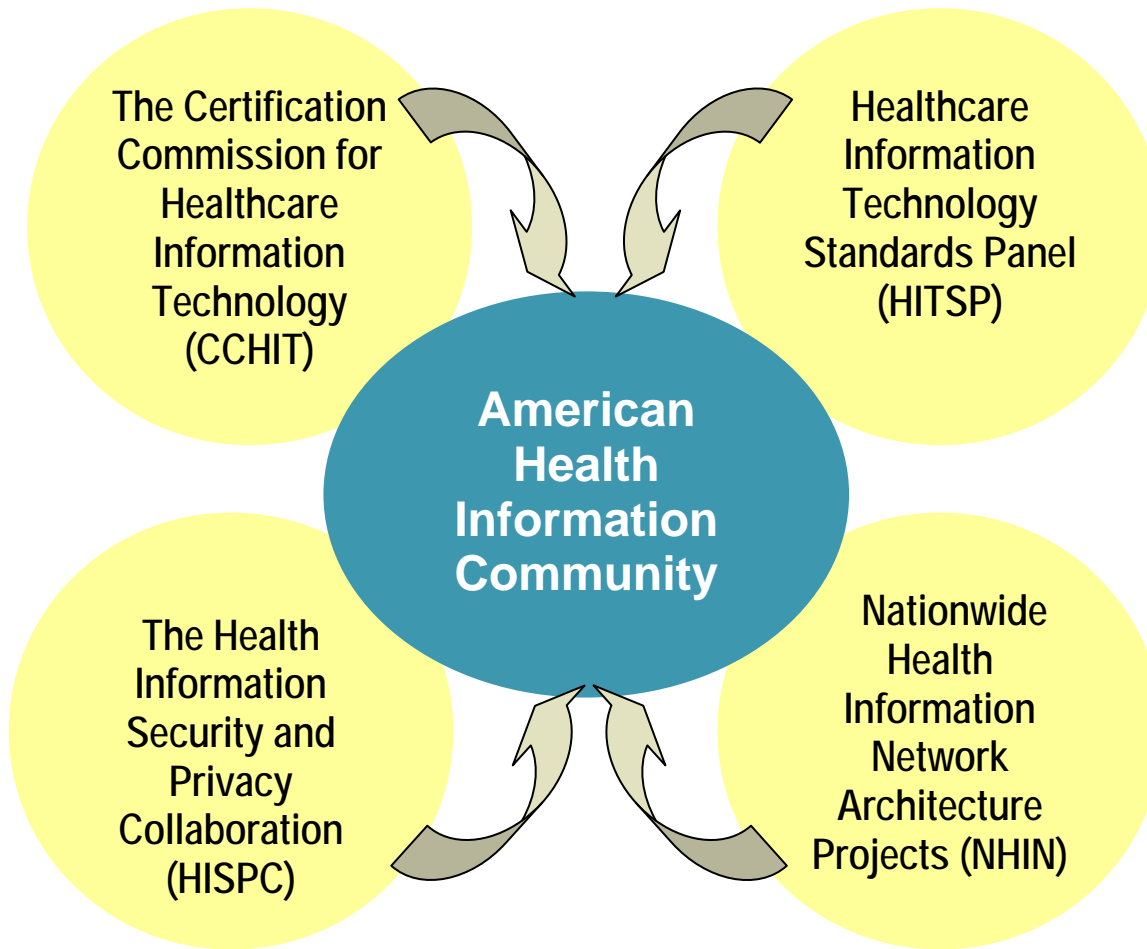 The Certification
Commission for
Healthcare
Information
Technology
(CCHIT)
Healthcare
Information
Technology
Standards Panel
(HITSP)
American
Health
Information
Community
The Health
Information
Security and
Privacy
Collaboration
(HISPC)
Nationwide
Health
Information
Network
Architecture
Projects (NHIN)